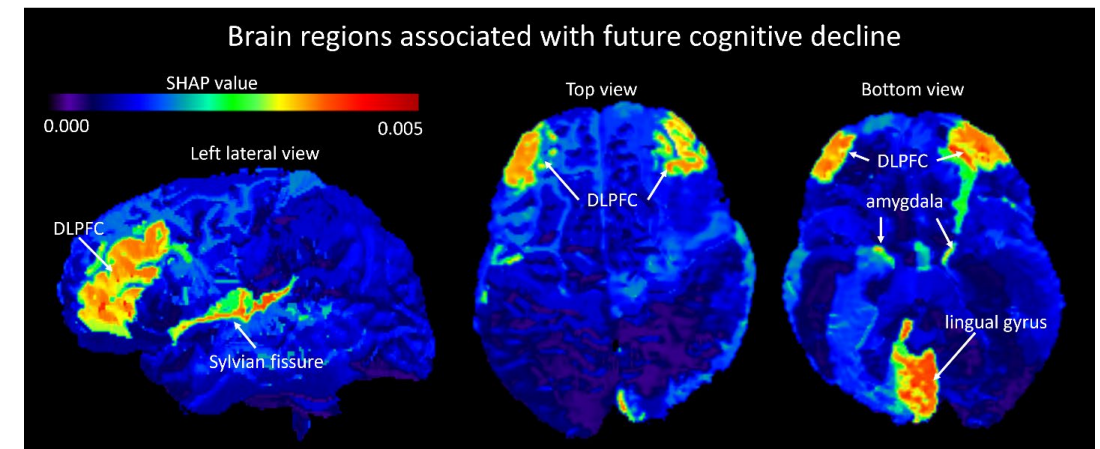 Brain regions associated with future cognitive decline
SHAP value
0.000
0.005
Left lateral view
DLPFC
Sylvian fissure
Top view
DLPFC
Bottom view
DLPFC
amygdala
lingual gyrus